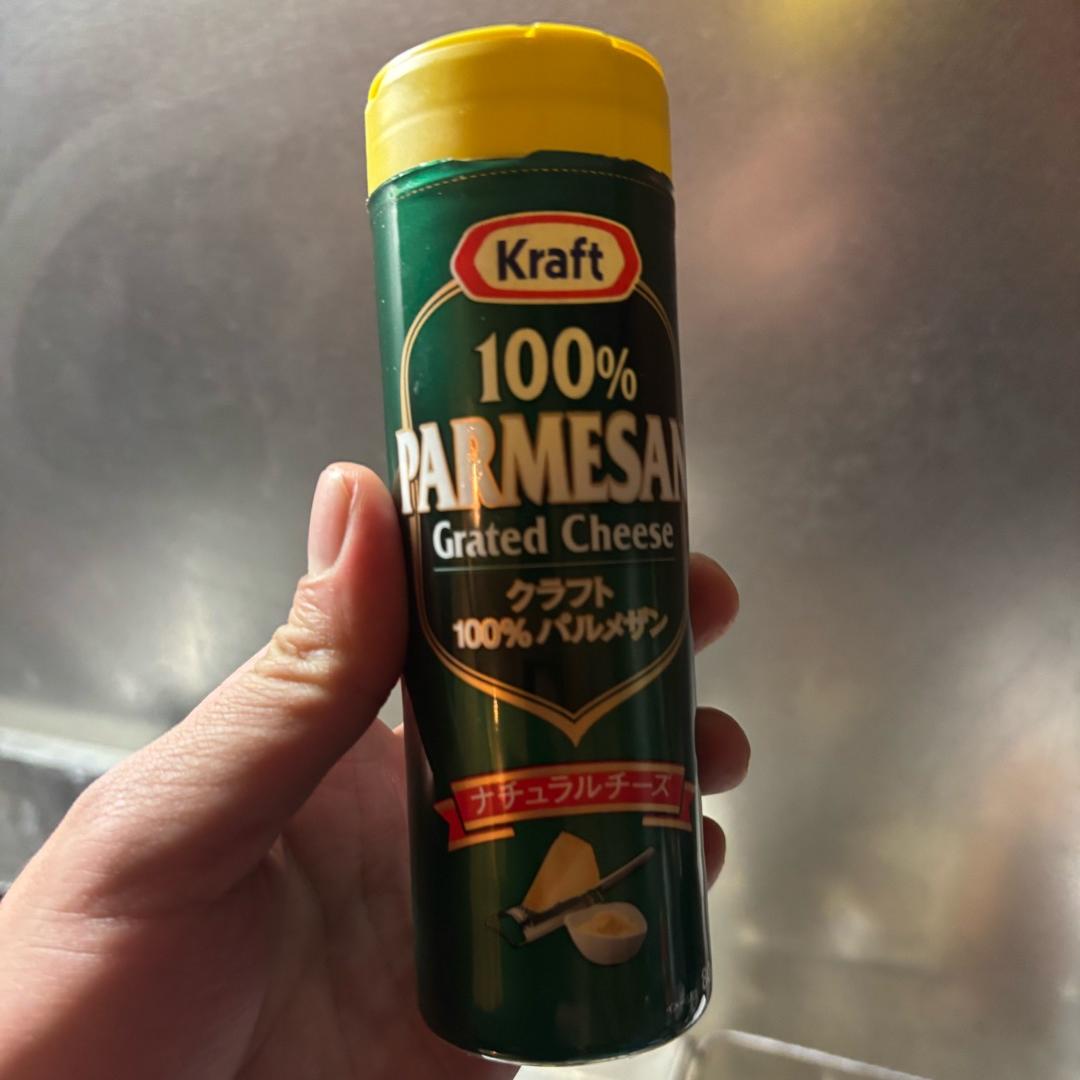 Kraft
100%
PARMESAN
Grated Cheese
クラフト
100% パルメザン
ナチュラルチーズ